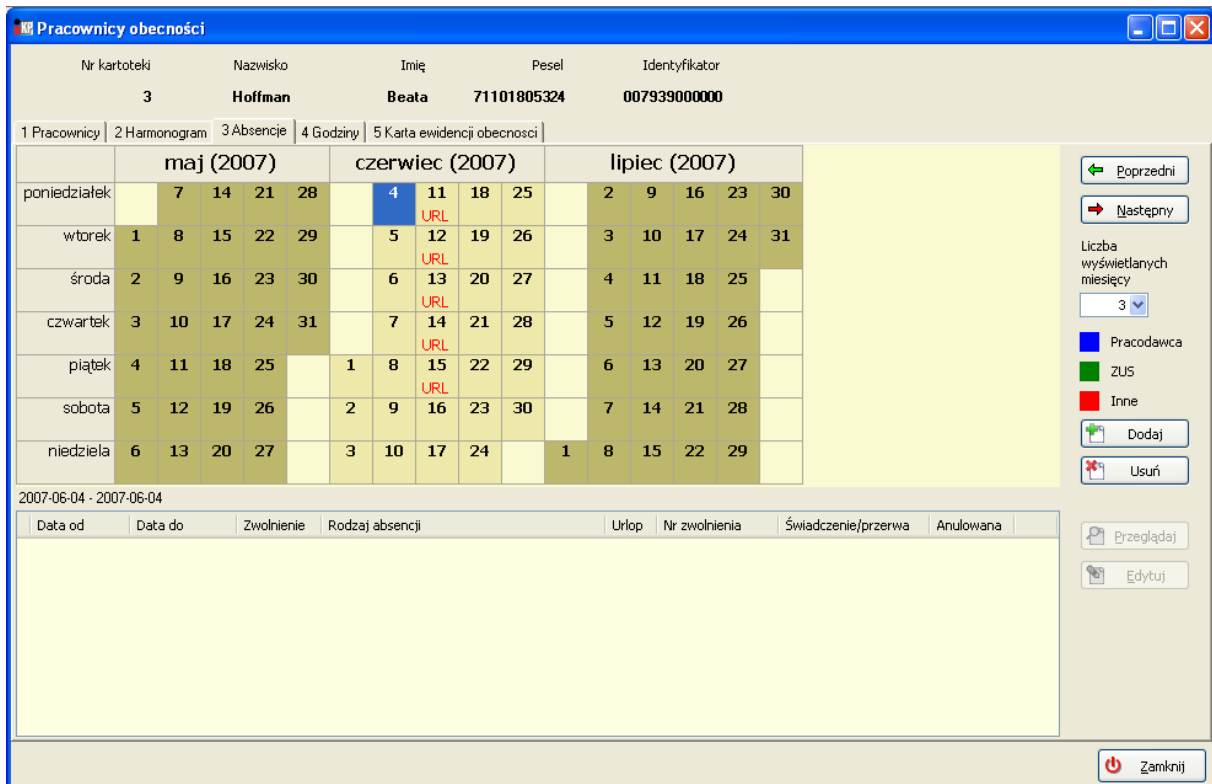 KP Pracownicy obecności
Nr kartoteki Nazwisko Imię Pesel Identyfikator
3 Hoffman Beata 71101805324 007939000000
1 Pracownicy 2 Harmonogram 3 Absencje 4 Godziny 5 Karta ewidencji obecnosci
maj (2007) czerwiec (2007) lipiec (2007)
poniedziałek 7 14 21 28 4 11 18 25 2 9 16 23 30
URL
wtorek 1 8 15 22 29 5 12 19 26 3 10 17 24 31
URL
środa 2 9 16 23 30 6 13 20 27 4 11 18 25
URL
czwartek 3 10 17 24 31 7 14 21 28 5 12 19 26
URL
piątek 4 11 18 25 1 8 15 22 29 6 13 20 27
URL
sobota 5 12 19 26 2 9 16 23 30 7 14 21 28
niedziela 6 13 20 27 3 10 17 24 1 8 15 22 29
Poprzedni
Następny
Liczba
wyświetlanych
miesięcy
3
Pracodawca
ZUS
Inne
Dodaj
Usuń
2007-06-04 - 2007-06-04
Data od Data do Zwolnienie Rodzaj absencji Urlop Nr zwolnienia Świadczenie/przerwa Anulowana
Przeglądaj
Edytuj
Zamknij